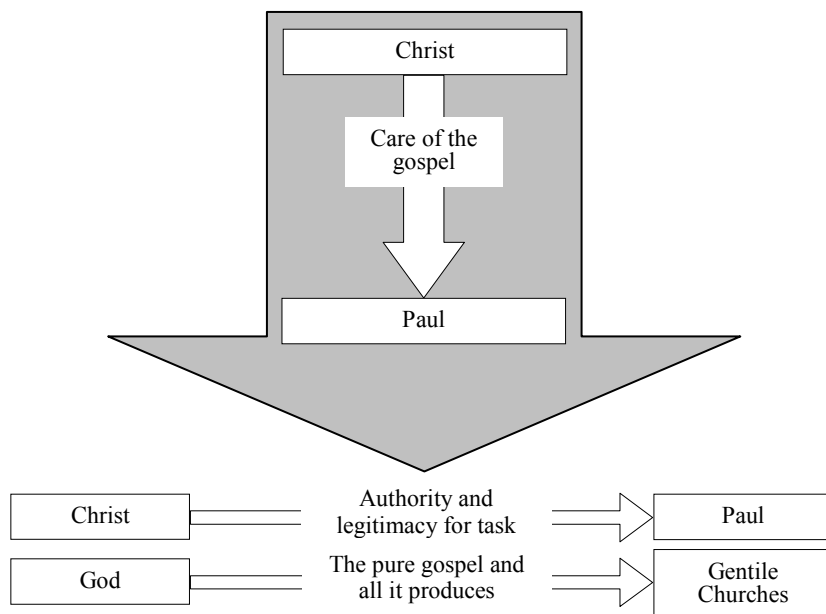 Christ
Care of the
gospel
Paul
Christ
Authority and
legitimacy for task
Paul
God
The pure gospel and
all it produces
Gentile
Churches